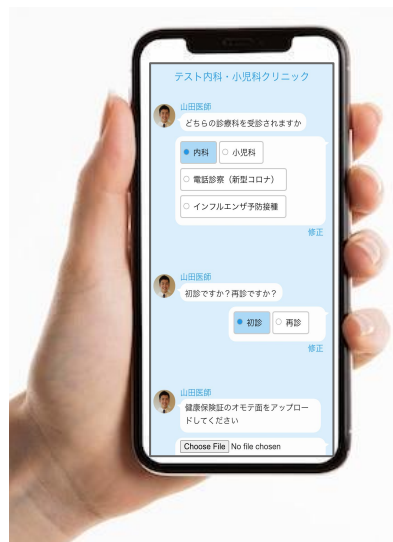 テスト内科・小児科クリニック
山田医師
どちらの診療科を受診されますか
内科 小児科
電話診察（新型コロナ）
インフルエンザ予防接種
修正
山田医師
初診ですか？再診ですか？
初診 再診
修正
山田医師
健康保険証のオモテ面をアップロー
ドしてください
Choose File No file chosen